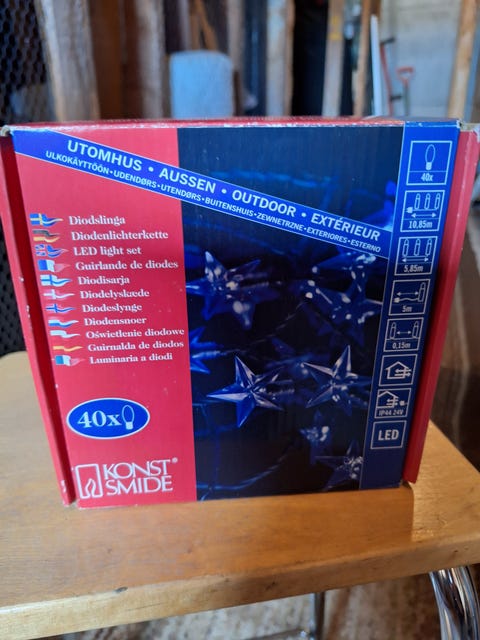 UTOMHUS • AUSSEN • OUTDOOR • EXTÉRIEUR
ULKOKÄYTTÖÖN • UDENDØRS • UTENDØRS • BUITENSHUIS • ZEWNETRZNE • EXTERIORES • ESTERNO
Diodslinga
Diodenlichterkette
LED light set
Guirlande de diodes
Diodisarja
Diodelyskæde
Diodeslynge
Diodensnoer
Oświetlenie diodowe
Guirnalda de diodos
Luminaria a diodi
40x
KONST
SMIDE®
40x
10,85m
5,85m
5m
0,15m
IP44 24V
LED